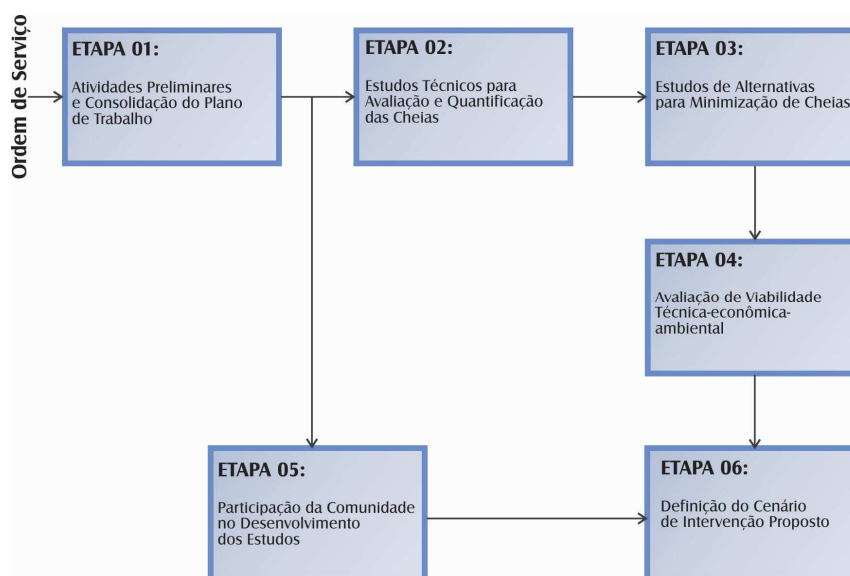 Ordem de Serviço
ETAPA 01:
Atividades Preliminares
e Consolidação do Plano
de Trabalho
ETAPA 02:
Estudos Técnicos para
Avaliação e Quantificação
das Cheias
ETAPA 03:
Estudos de Alternativas
para Minimização de Cheias
ETAPA 04:
Avaliação de Viabilidade
Técnica-econômica-
ambiental
ETAPA 05:
Participação da Comunidade
no Desenvolvimento
dos Estudos
ETAPA 06:
Definição do Cenário
de Intervenção Proposto